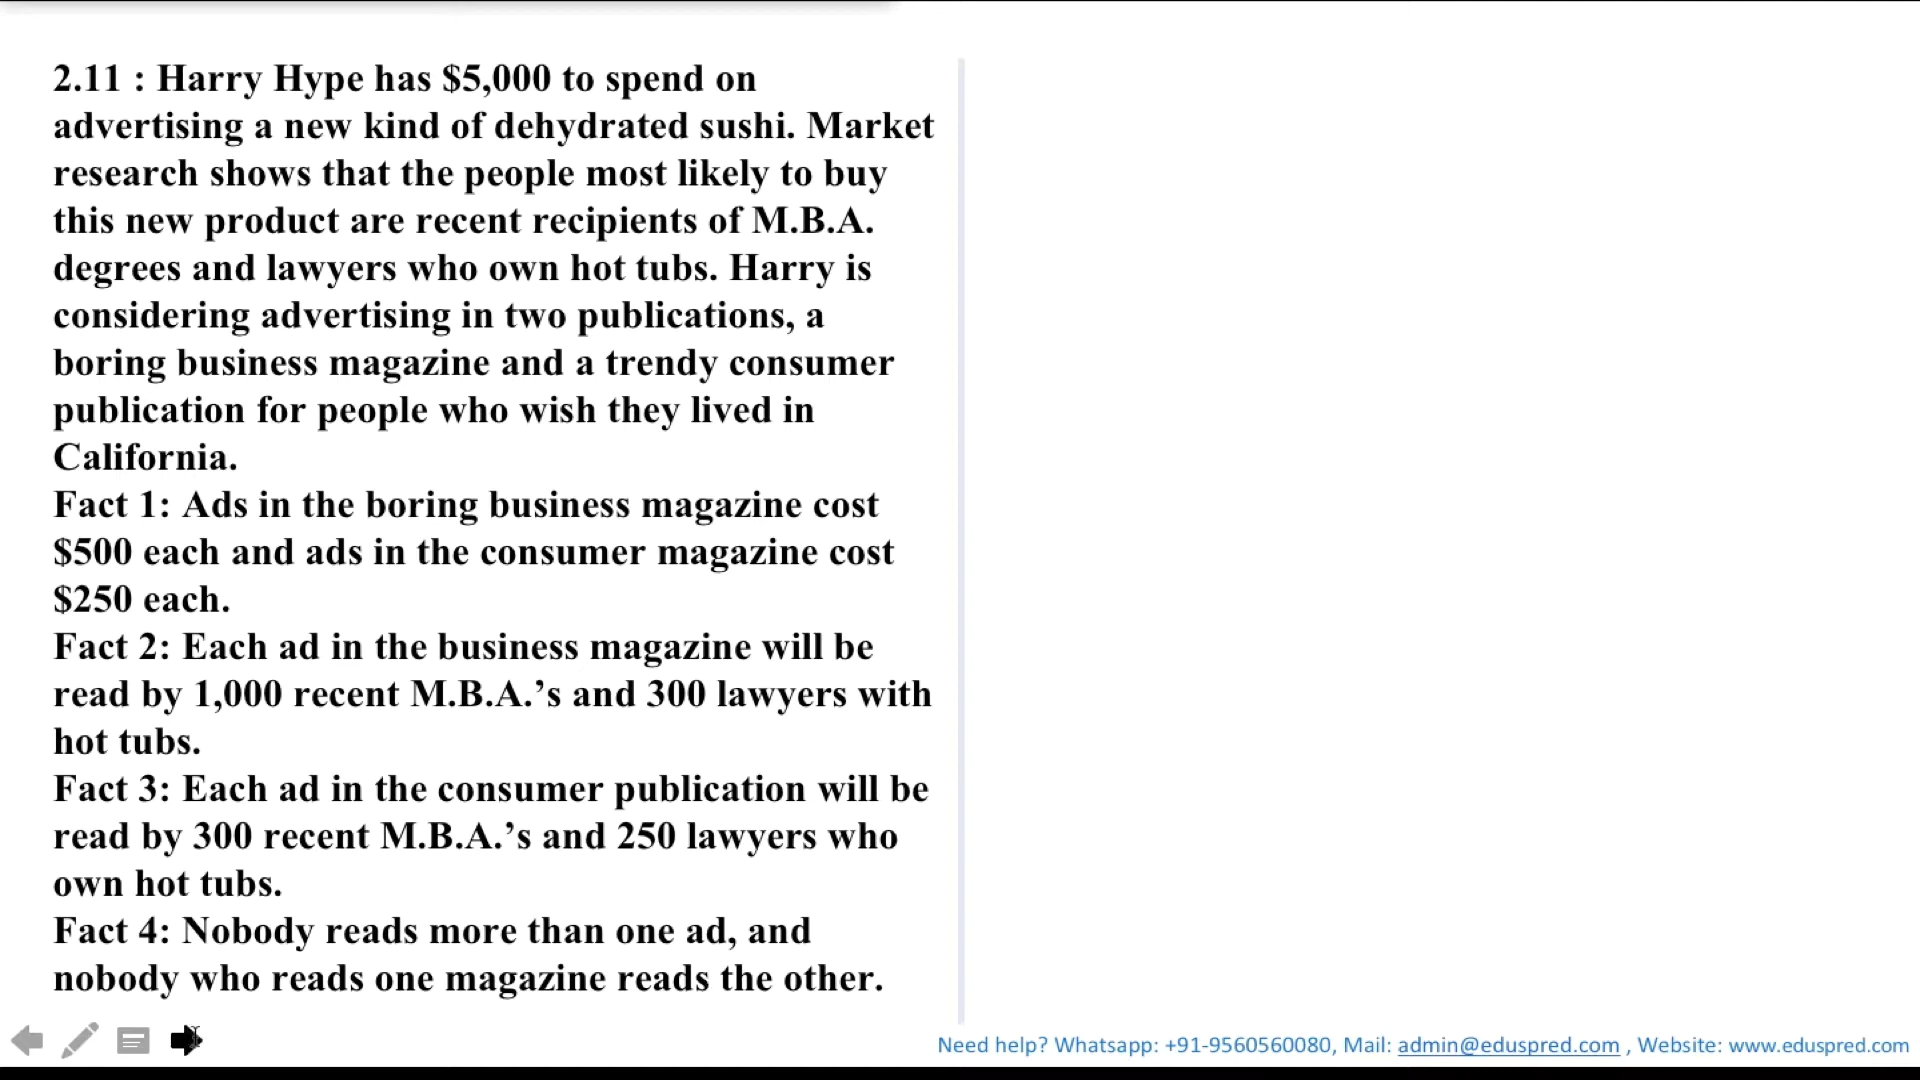 2.11 : Harry Hype has $5,000 to spend on
advertising a new kind of dehydrated sushi. Market
research shows that the people most likely to buy
this new product are recent recipients of M.B.A.
degrees and lawyers who own hot tubs. Harry is
considering advertising in two publications, a
boring business magazine and a trendy consumer
publication for people who wish they lived in
California.
Fact 1: Ads in the boring business magazine cost
$500 each and ads in the consumer magazine cost
$250 each.
Fact 2: Each ad in the business magazine will be
read by 1,000 recent M.B.A.’s and 300 lawyers with
hot tubs.
Fact 3: Each ad in the consumer publication will be
read by 300 recent M.B.A.’s and 250 lawyers who
own hot tubs.
Fact 4: Nobody reads more than one ad, and
nobody who reads one magazine reads the other.
Need help? Whatsapp: +91-9560560080, Mail: admin@eduspred.com , Website: www.eduspred.com